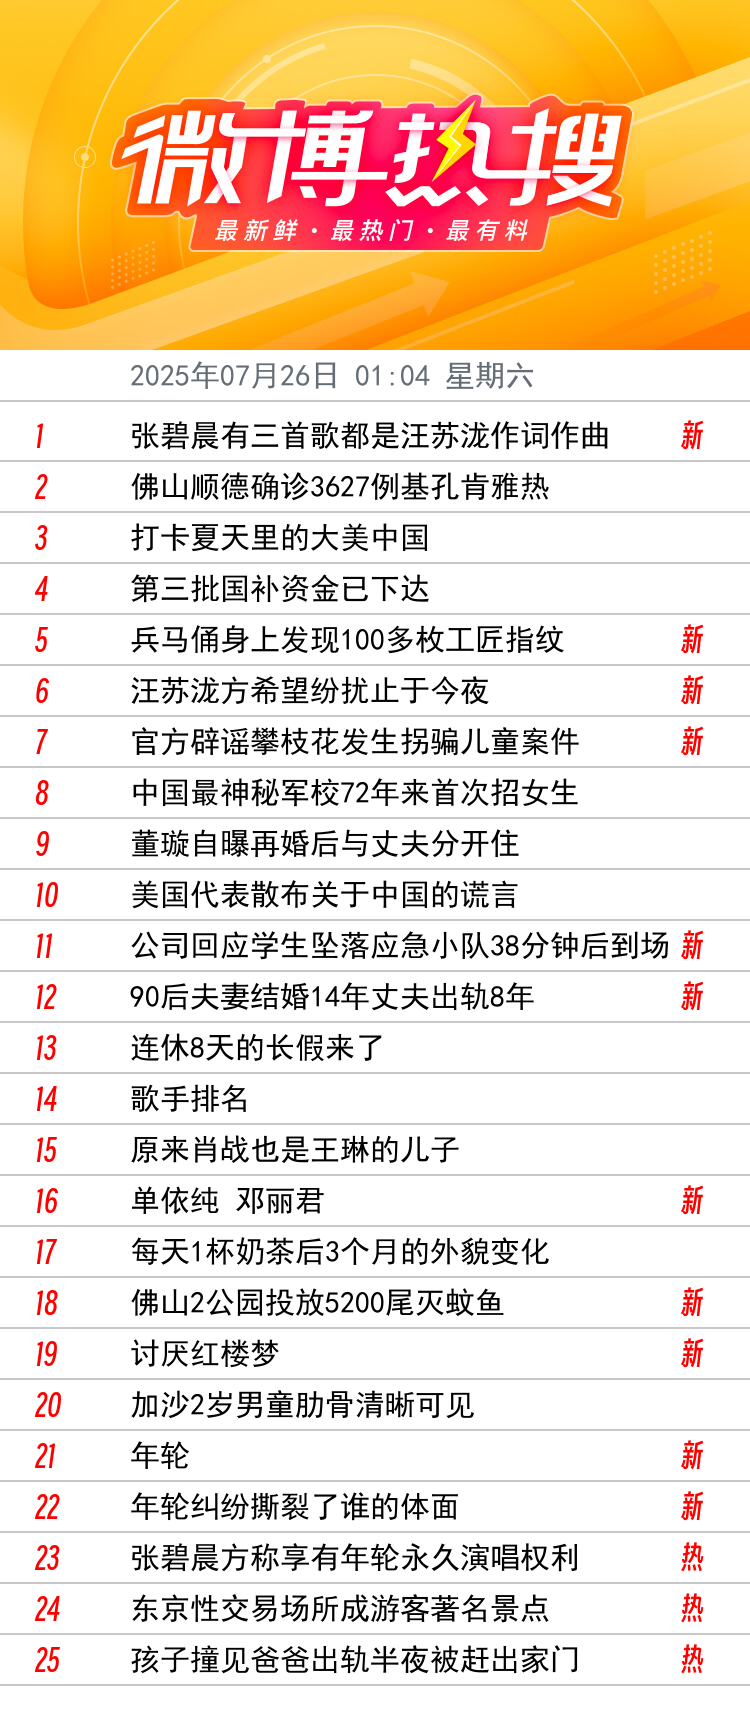 微博热搜
最新鲜·最热门·最有料
2025年07月26日 01:04 星期六
1 张碧晨有三首歌都是汪苏泷作词作曲 新
2 佛山顺德确诊3627例基孔肯雅热
3 打卡夏天里的大美中国
4 第三批国补资金已下达
5 兵马俑身上发现100多枚工匠指纹 新
6 汪苏泷方希望纷扰止于今夜 新
7 官方辟谣攀枝花发生拐骗儿童案件 新
8 中国最神秘军校72年来首次招女生
9 董璇自曝再婚后与丈夫分开住
10 美国代表散布关于中国的谎言
11 公司回应学生坠落应急小队38分钟后到场 新
12 90后夫妻结婚14年丈夫出轨8年 新
13 连休8天的长假来了
14 歌手排名
15 原来肖战也是王琳的儿子
16 单依纯 邓丽君 新
17 每天1杯奶茶后3个月的外貌变化
18 佛山2公园投放5200尾灭蚊鱼 新
19 讨厌红楼梦 新
20 加沙2岁男童肋骨清晰可见
21 年轮 新
22 年轮纠纷撕裂了谁的体面 新
23 张碧晨方称享有年轮永久演唱权利 热
24 东京性交易场所成游客著名景点 热
25 孩子撞见爸爸出轨半夜被赶出家门 热